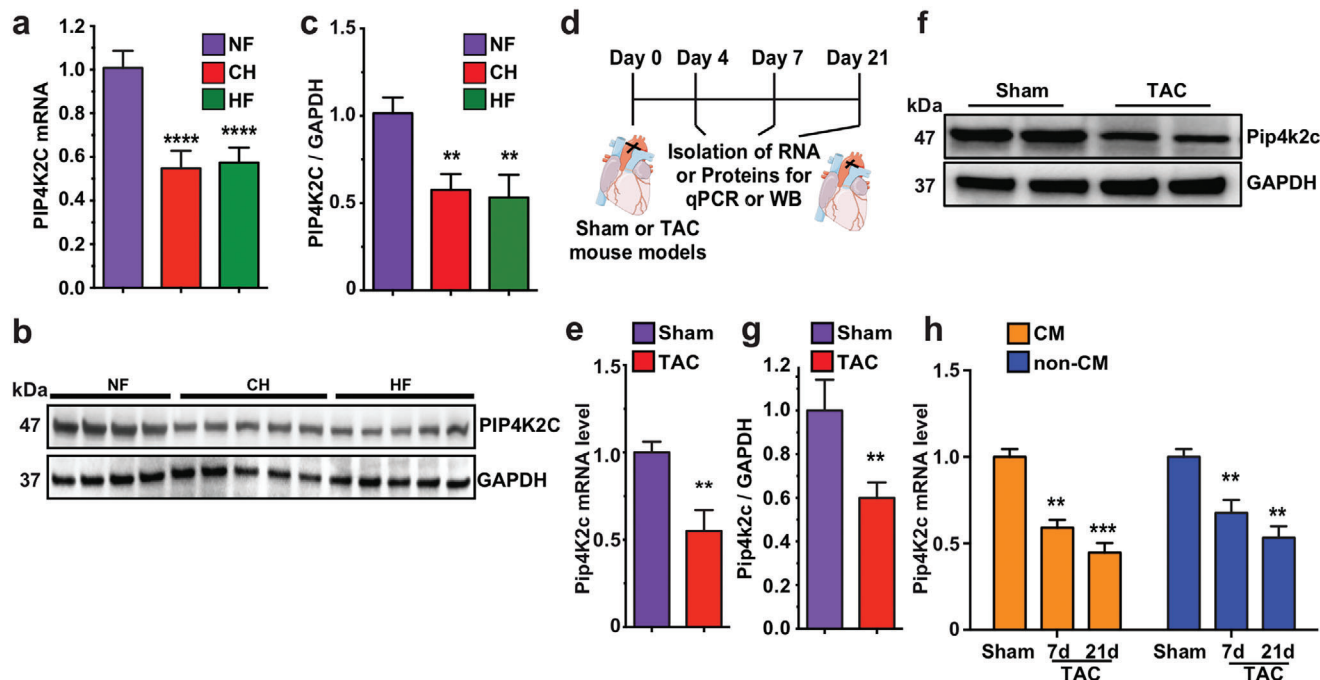 a
PIP4K2C mRNA
1.2
1.0
0.8
0.6
0.4
0.2
0.0
NF
CH
HF
****
****
b
kDa
NF
CH
HF
47
PIP4K2C
37
GAPDH
c
PIP4K2C / GAPDH
1.5
1.0
0.5
0
NF
CH
HF
**
**
d
Day 0
Day 4
Day 7
Day 21
Isolation of RNA
or Proteins for
qPCR or WB
Sham or TAC
mouse models
e
Sham
TAC
Pip4K2c mRNA level
1.5
1.0
0.5
0
**
f
kDa
Sham
TAC
47
Pip4k2c
37
GAPDH
g
Sham
TAC
Pip4k2c / GAPDH
1.2
1.0
0.8
0.6
0.4
0.2
0.0
**
h
CM
non-CM
Pip4K2c mRNA level
1.5
1.0
0.5
0
**
***
**
**
Sham
7d
21d
TAC
Sham
7d
21d
TAC